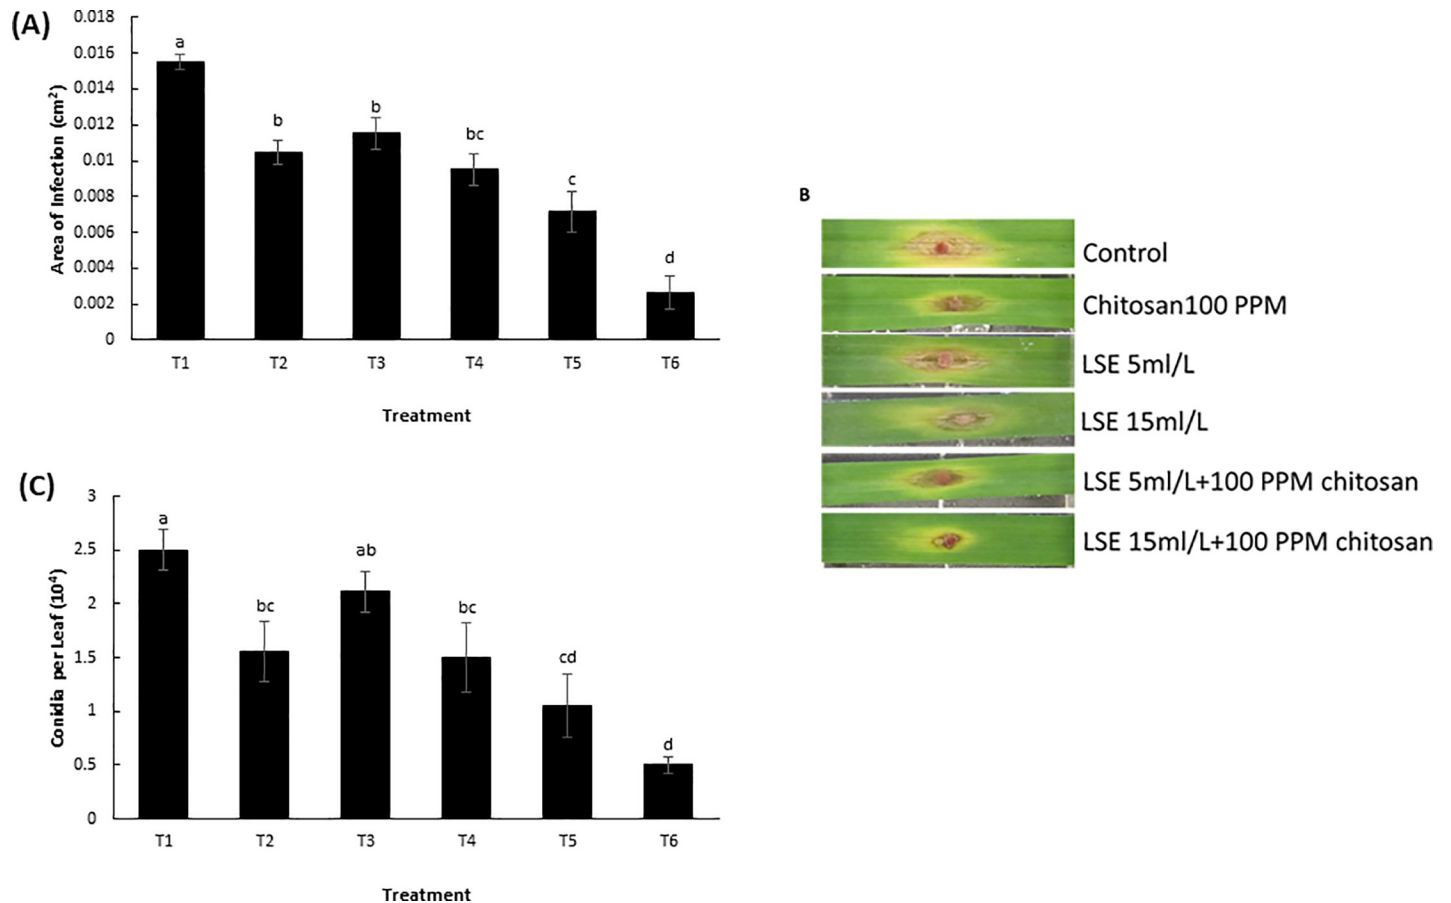 (A)
Area of Infection (cm²)
0.018
0.016
0.014
0.012
0.01
0.008
0.006
0.004
0.002
0
a
b
b
bc
c
d
T1 T2 T3 T4 T5 T6
Treatment
B
Control
Chitosan100 PPM
LSE 5ml/L
LSE 15ml/L
LSE 5ml/L+100 PPM chitosan
LSE 15ml/L+100 PPM chitosan
(C)
Conidia per Leaf (10⁴)
3
2.5
2
1.5
1
0.5
0
a
bc
ab
bc
cd
d
T1 T2 T3 T4 T5 T6
Treatment